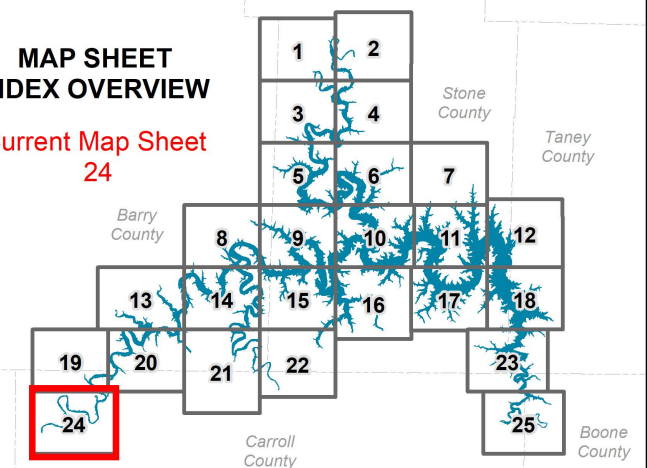 MAP SHEET
NDEX OVERVIEW
urrent Map Sheet
24
1 2
3 4
Stone
County
Taney
County
5 6 7
Barry
County
8 9 10 11 12
13 14 15 16 17 18
19 20 21 22 23
24 25
Carroll
County
Boone
County